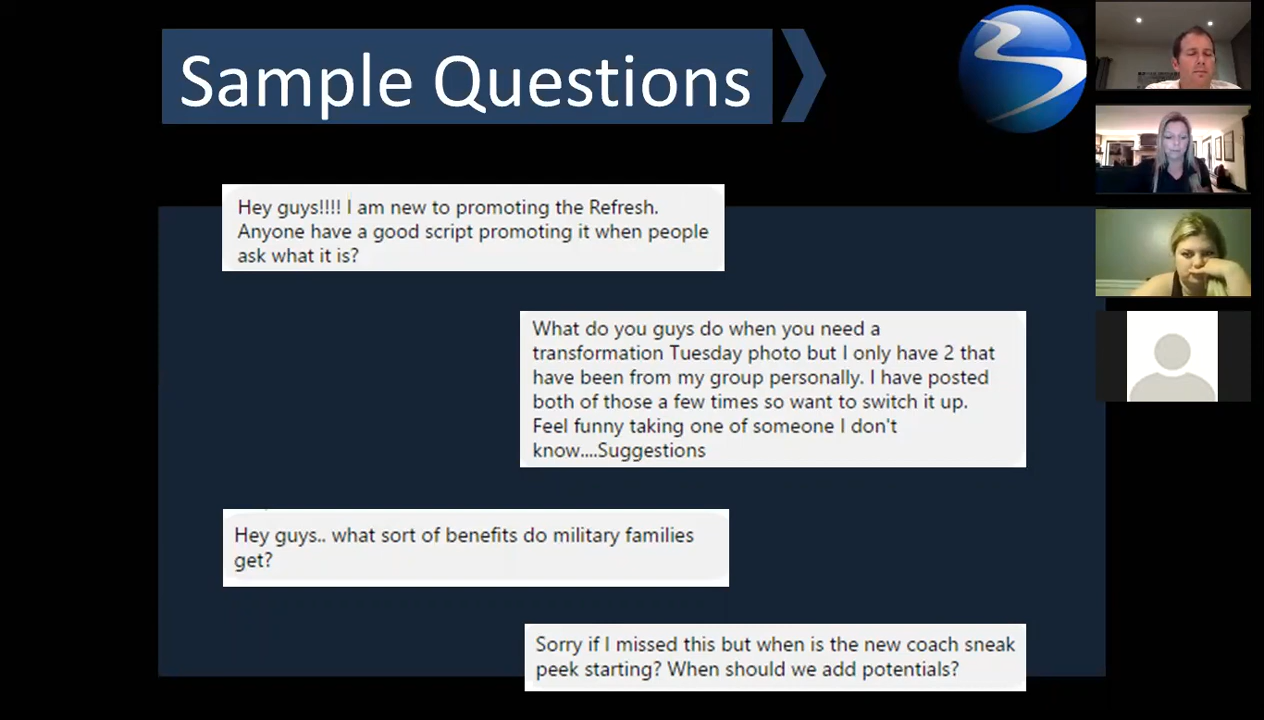 Sample Questions
Hey guys!!!! I am new to promoting the Refresh.
Anyone have a good script promoting it when people
ask what it is?
What do you guys do when you need a
transformation Tuesday photo but I only have 2 that
have been from my group personally. I have posted
both of those a few times so want to switch it up.
Feel funny taking one of someone I don't
know....Suggestions
Hey guys.. what sort of benefits do military families
get?
Sorry if I missed this but when is the new coach sneak
peek starting? When should we add potentials?